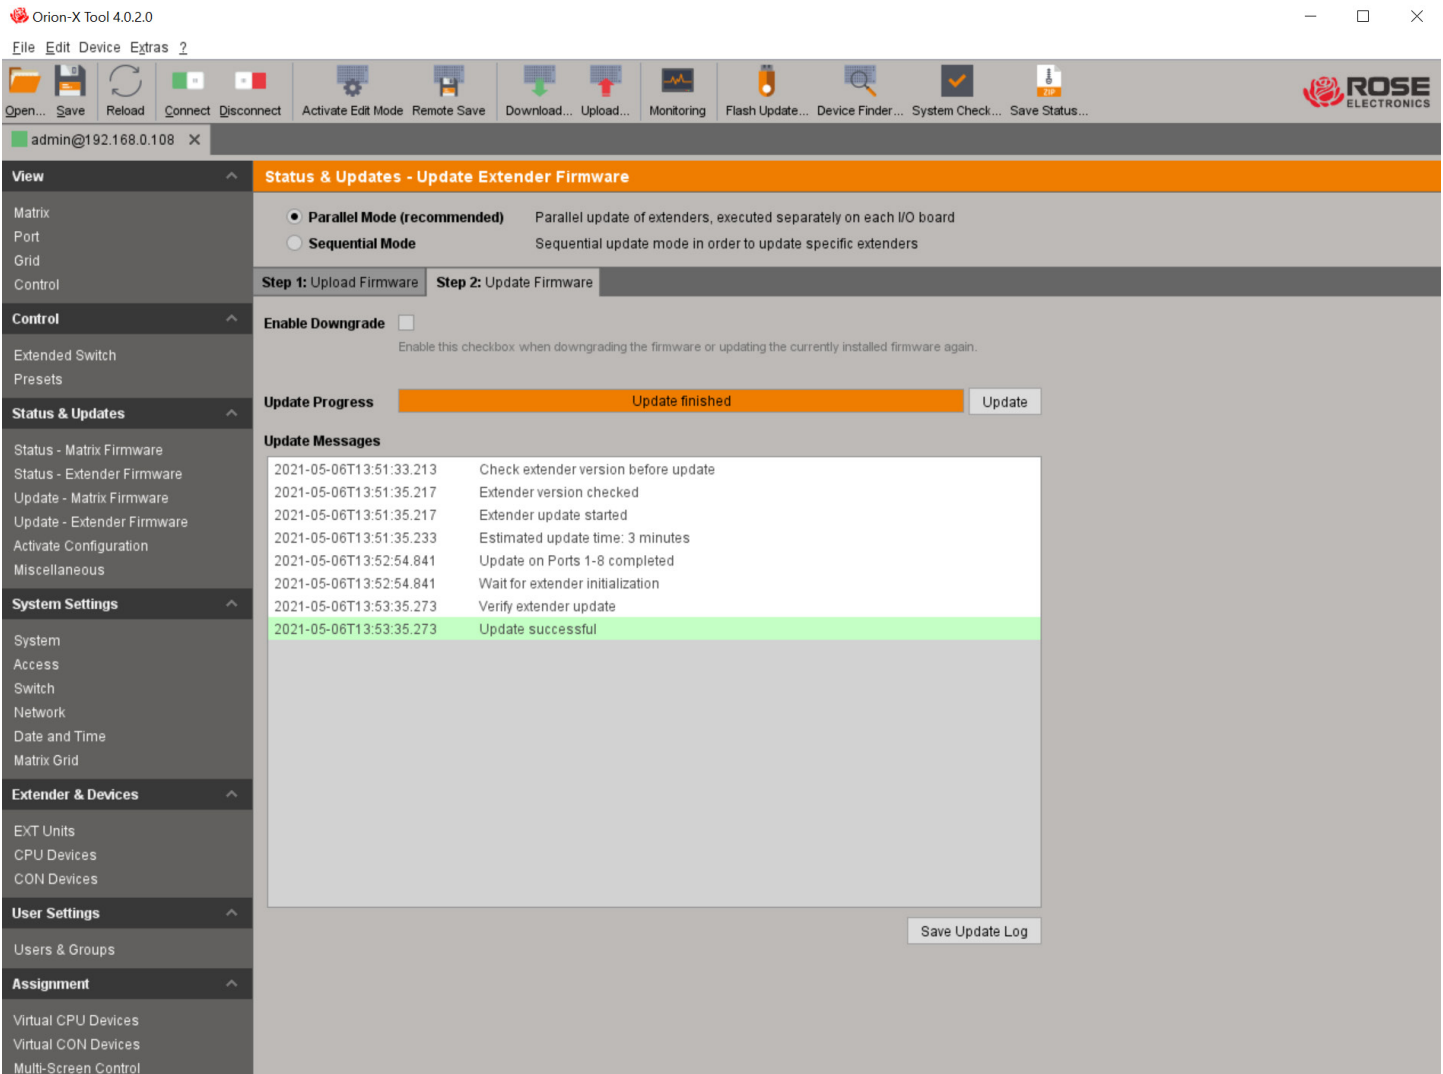 Orion-X Tool 4.0.2.0
File Edit Device Extras ?
Open... Save Reload Connect Disconnect Activate Edit Mode Remote Save Download... Upload... Monitoring Flash Update... Device Finder... System Check... ZIP Save Status... ROSE
ELECTRONICS
admin@192.168.0.108
View
Matrix
Port
Grid
Control
Control
Extended Switch
Presets
Status & Updates
Status - Matrix Firmware
Status - Extender Firmware
Update - Matrix Firmware
Update - Extender Firmware
Activate Configuration
Miscellaneous
System Settings
System
Access
Switch
Network
Date and Time
Matrix Grid
Extender & Devices
EXT Units
CPU Devices
CON Devices
User Settings
Users & Groups
Assignment
Virtual CPU Devices
Virtual CON Devices
Multi-Screen Control
Status & Updates - Update Extender Firmware
Parallel Mode (recommended) Parallel update of extenders, executed separately on each I/O board
Sequential Mode Sequential update mode in order to update specific extenders
Step 1: Upload Firmware Step 2: Update Firmware
Enable Downgrade
Enable this checkbox when downgrading the firmware or updating the currently installed firmware again.
Update Progress Update finished Update
Update Messages
2021-05-06T13:51:33.213 Check extender version before update
2021-05-06T13:51:35.217 Extender version checked
2021-05-06T13:51:35.217 Extender update started
2021-05-06T13:51:35.233 Estimated update time: 3 minutes
2021-05-06T13:52:54.841 Update on Ports 1-8 completed
2021-05-06T13:52:54.841 Wait for extender initialization
2021-05-06T13:53:35.273 Verify extender update
2021-05-06T13:53:35.273 Update successful
Save Update Log